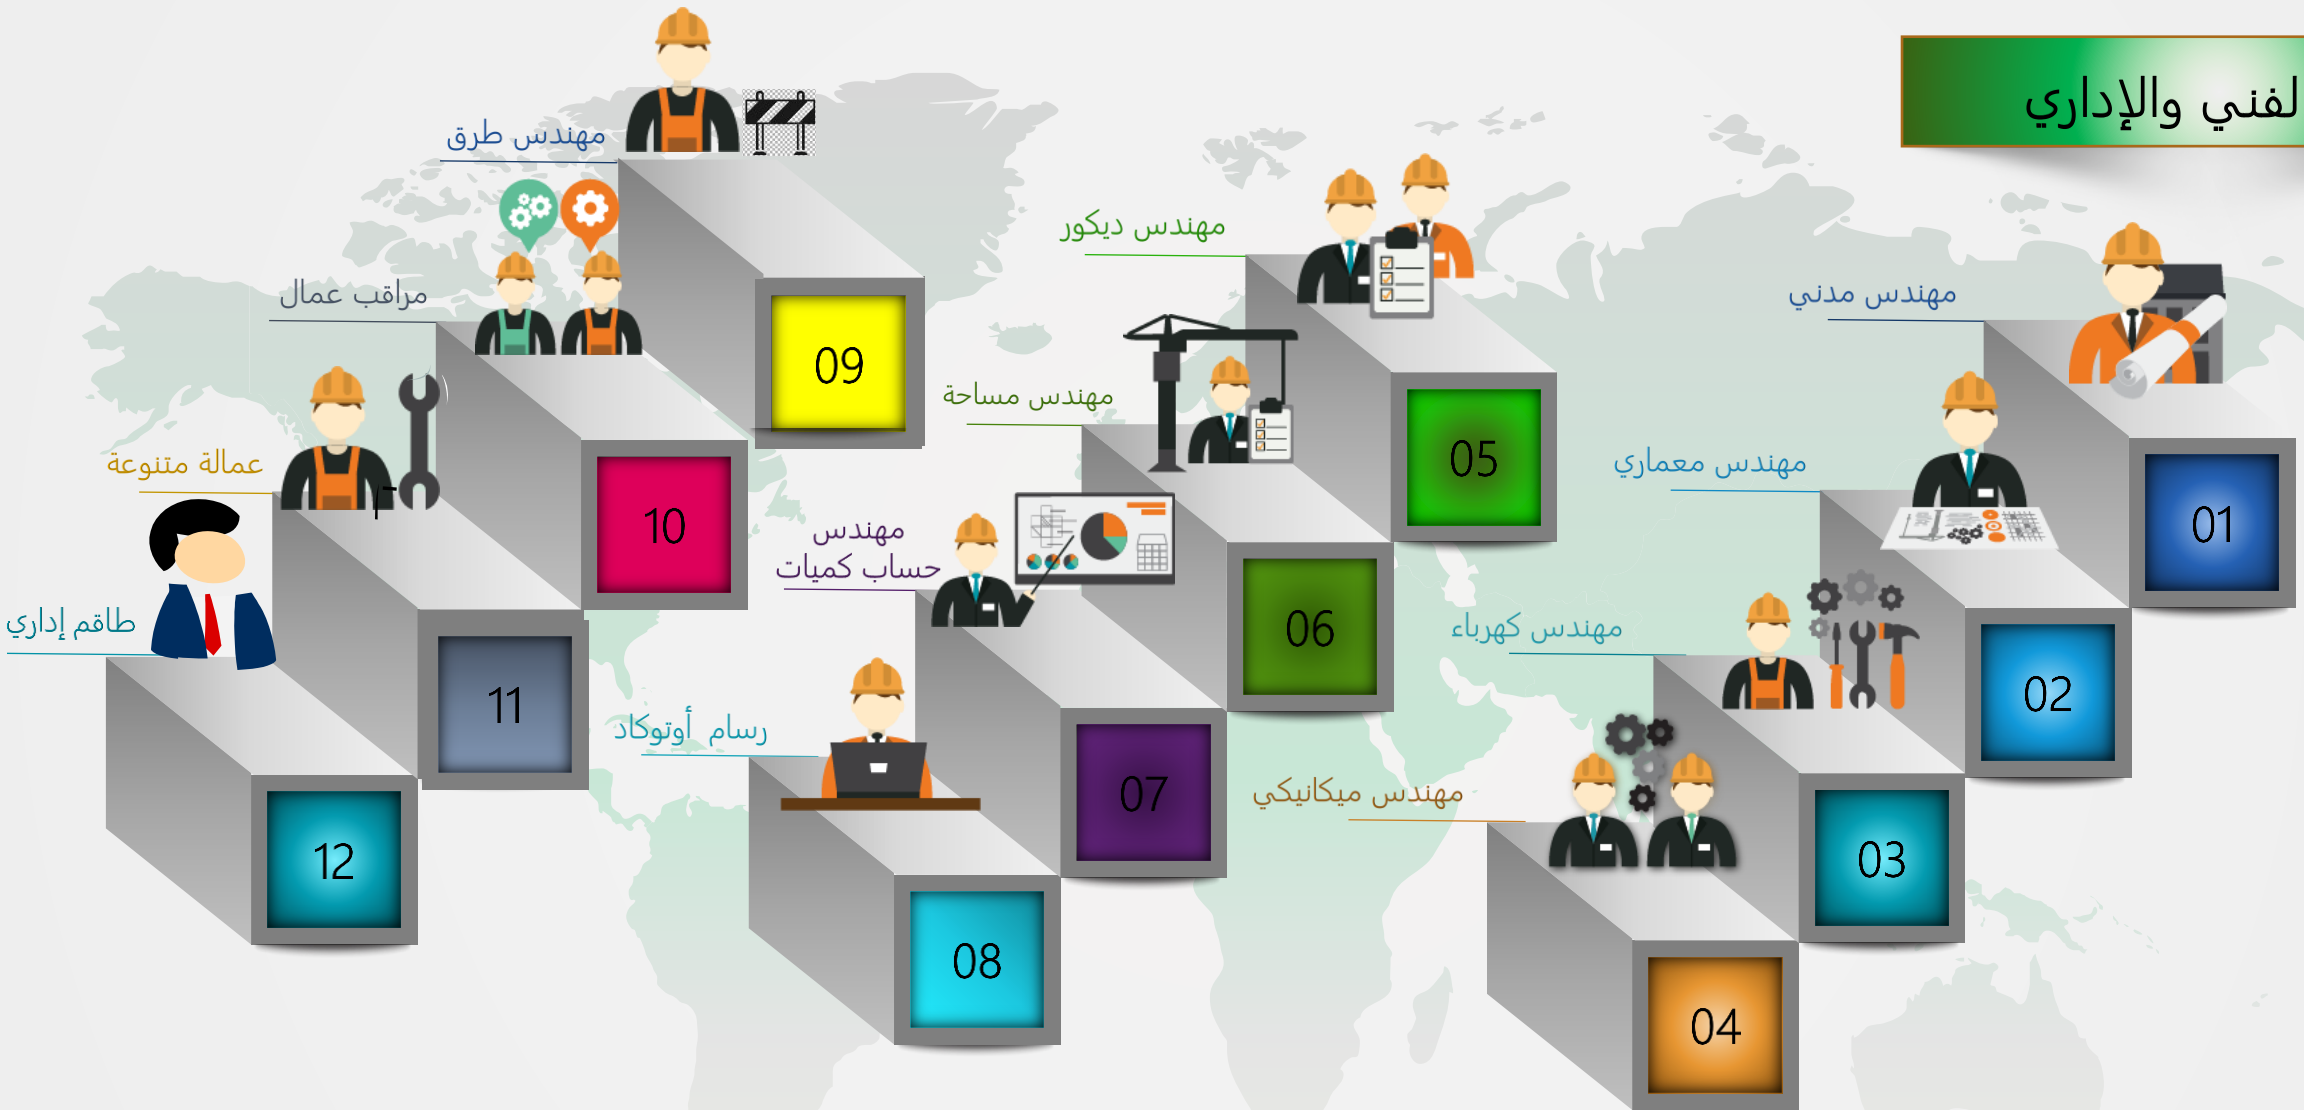 لفني والإداري
مهندس مدني
01
مهندس معماري
02
مهندس كهرباء
03
مهندس ميكانيكي
04
مهندس ديكور
05
مهندس مساحة
06
مهندس
حساب كميات
07
رسام أوتوكاد
08
مهندس طرق
09
مراقب عمال
10
عمالة متنوعة
11
طاقم إداري
12